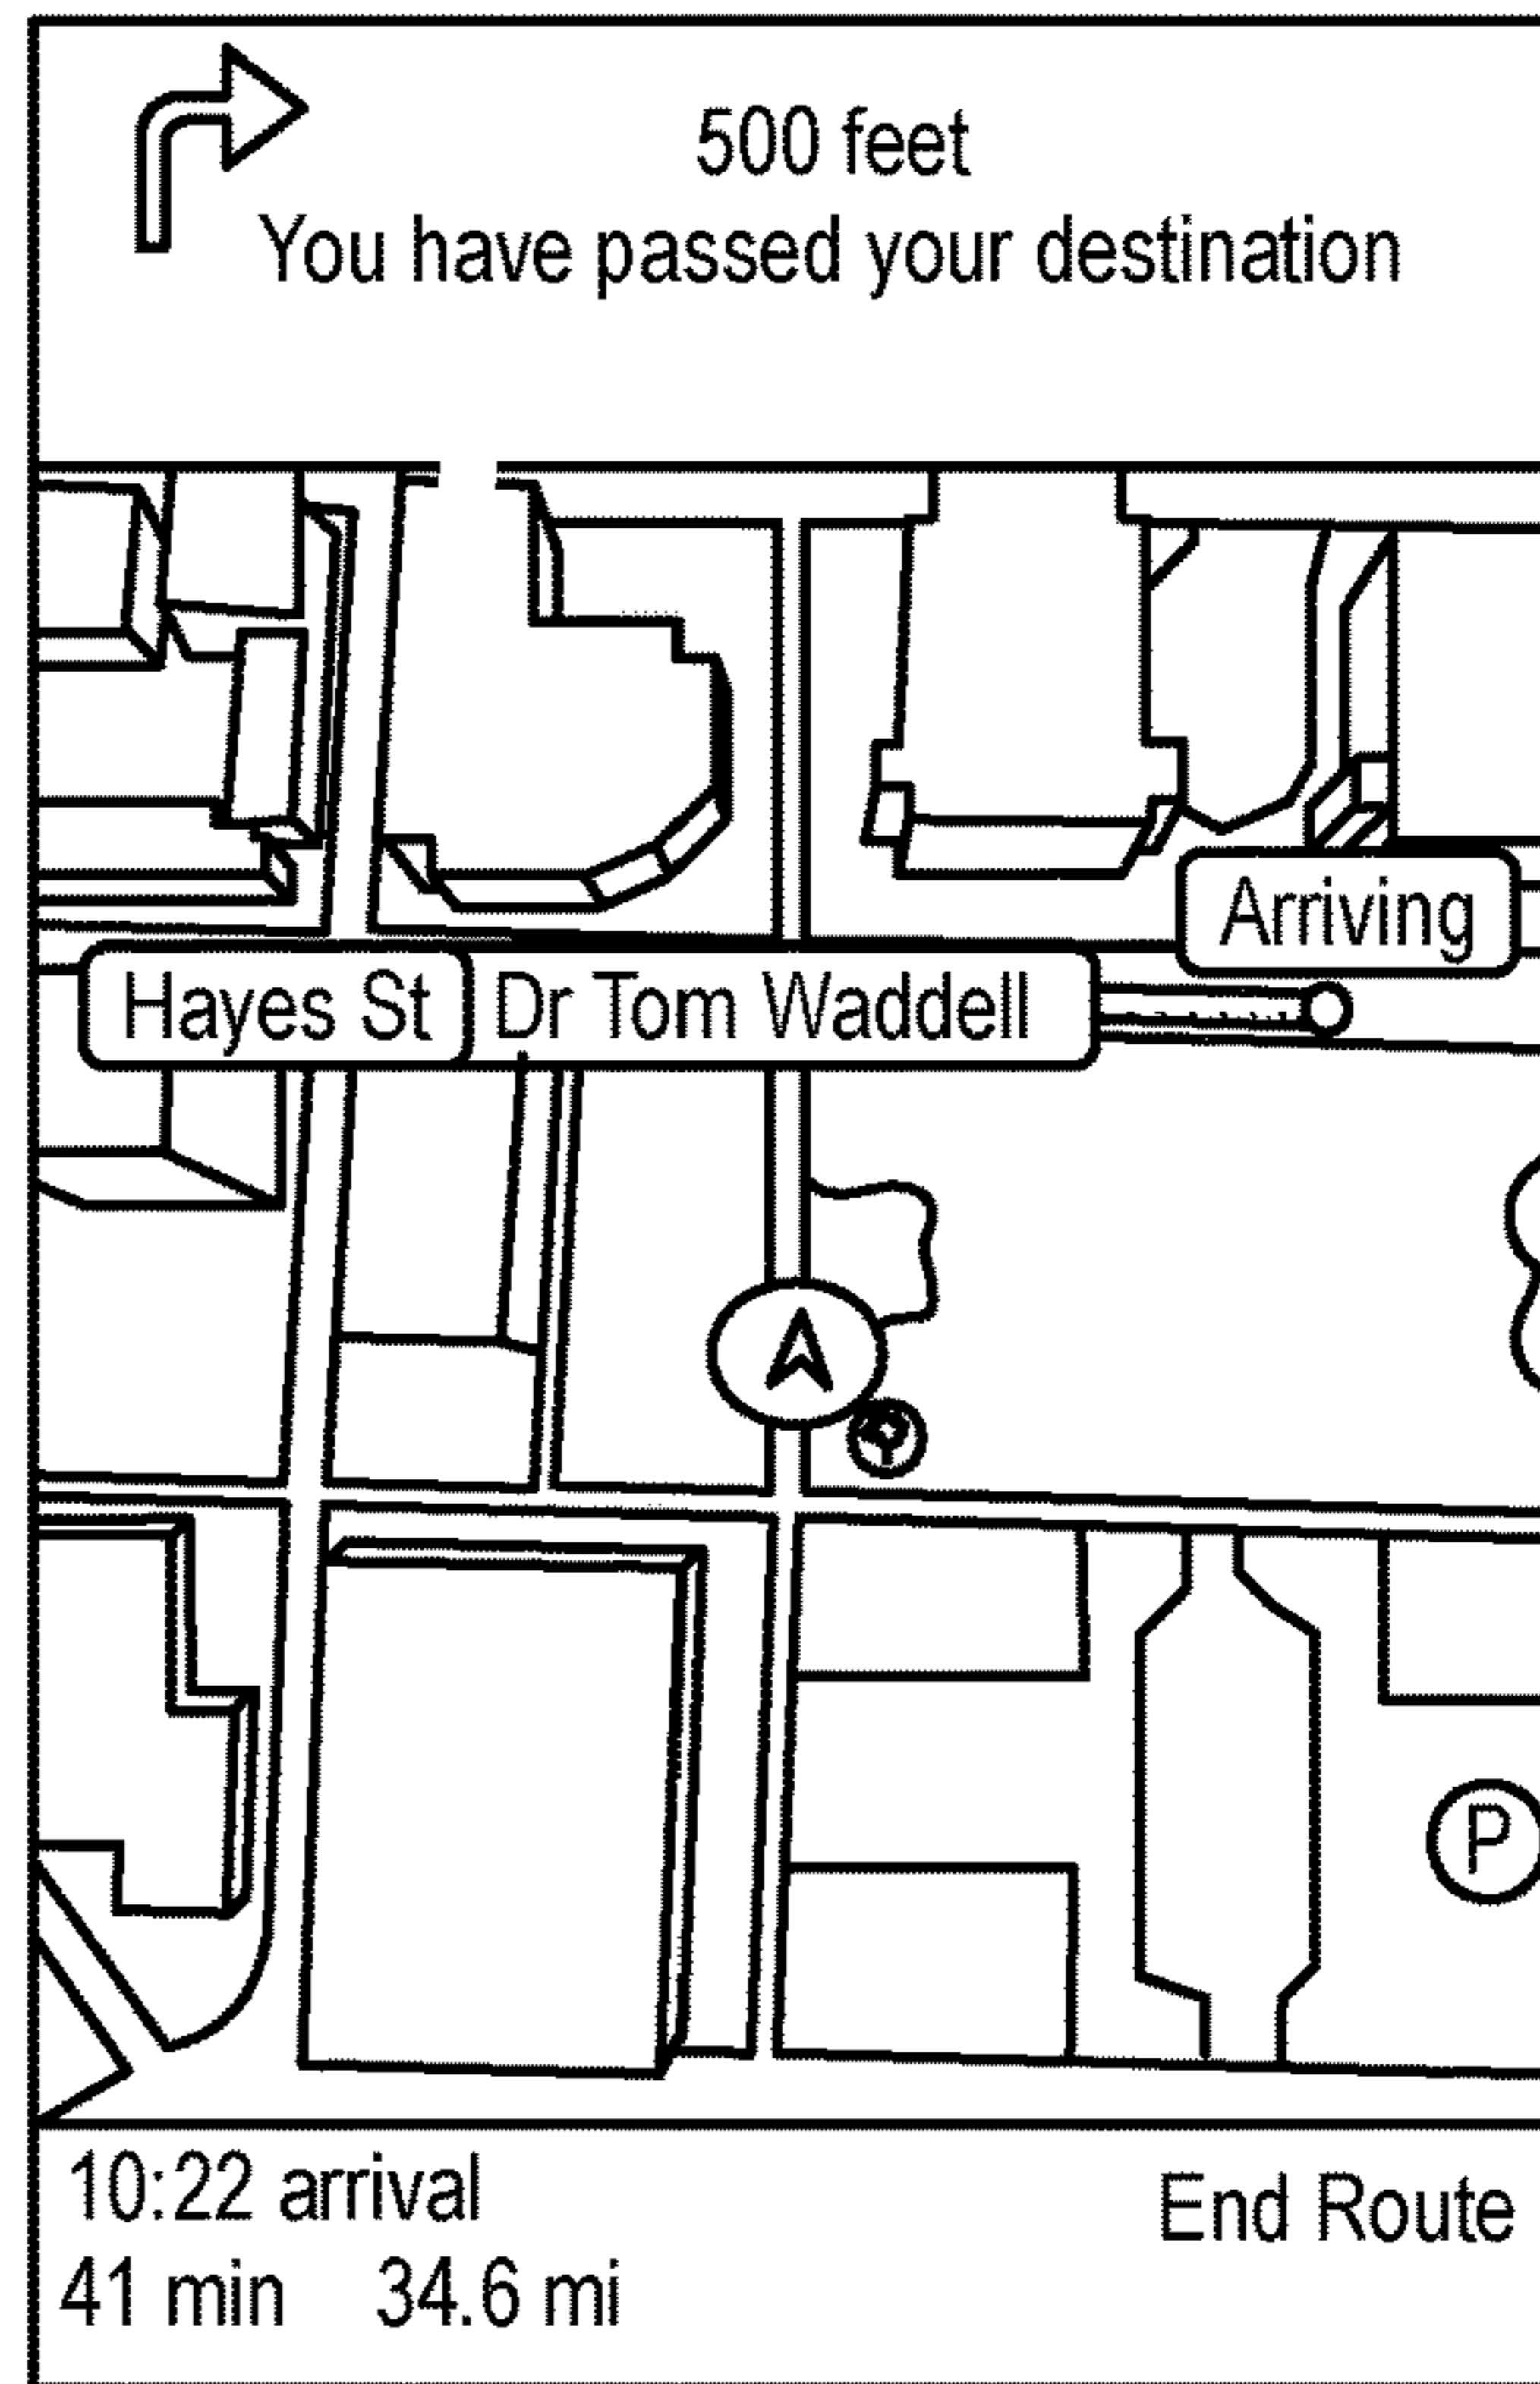 500 feet
You have passed your destination
Arriving
Hayes St
Dr Tom Waddell
P
10:22 arrival
End Route
41 min 34.6 mi